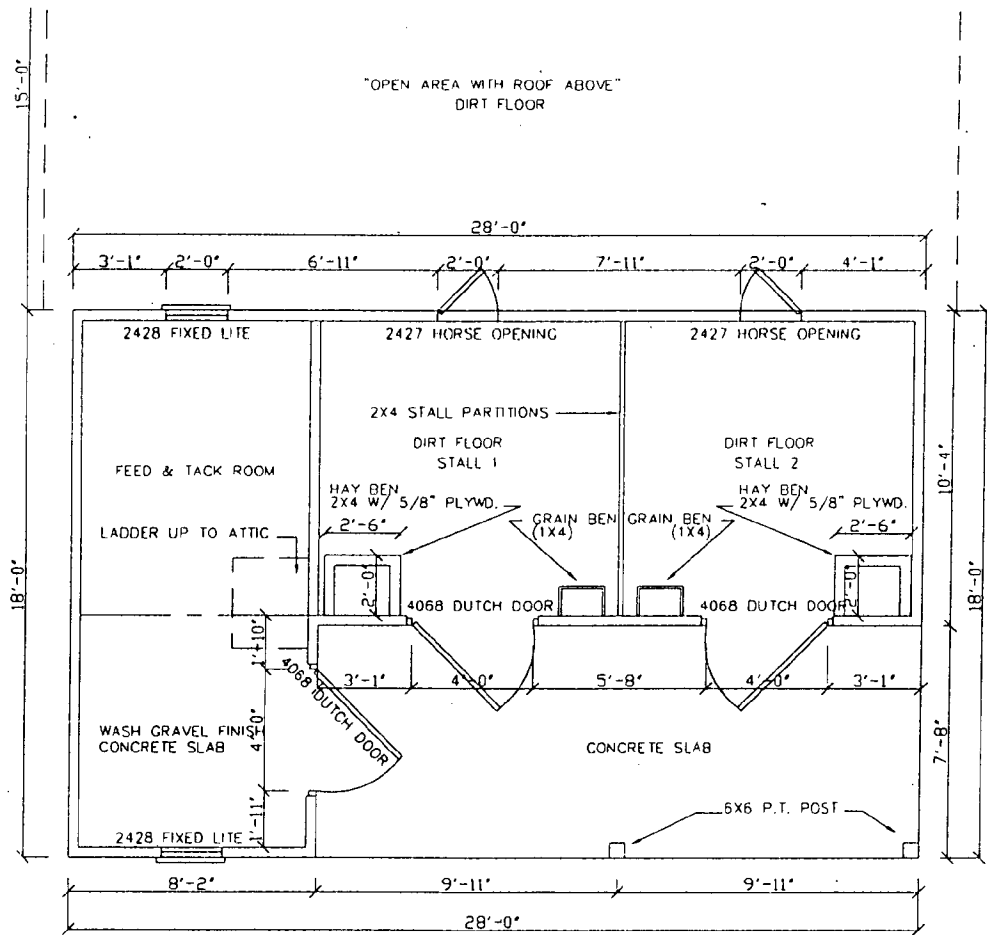 "OPEN AREA WITH ROOF ABOVE"
DIRT FLOOR
15'-0"
28'-0"
3'-1" 2'-0" 6'-11" 2'-0" 7'-11" 2'-0" 4'-1"
2428 FIXED LITE
2427 HORSE OPENING
2427 HORSE OPENING
2X4 STALL PARTITIONS
DIRT FLOOR
STALL 1
DIRT FLOOR
STALL 2
FEED & TACK ROOM
HAY BEN
2X4 W/ 5/8" PLYWD.
HAY BEN
2X4 W/ 5/8" PLYWD.
LADDER UP TO ATTIC
2'-6"
GRAIN BEN
(1X4)
GRAIN BEN
(1X4)
2'-6"
10'-4"
18'-0"
18'-0"
2'-0"
2'-0"
4068 DUTCH DOOR
4068 DUTCH DOOR
1'-10"
4068 DUTCH DOOR
3'-1" 4'-0" 5'-8" 4'-0" 3'-1"
WASH GRAVEL FINISH
CONCRETE SLAB
4'-0"
CONCRETE SLAB
7'-8"
6X6 P.T. POST
1'-11"
2428 FIXED LITE
8'-2" 9'-11" 9'-11"
28'-0"